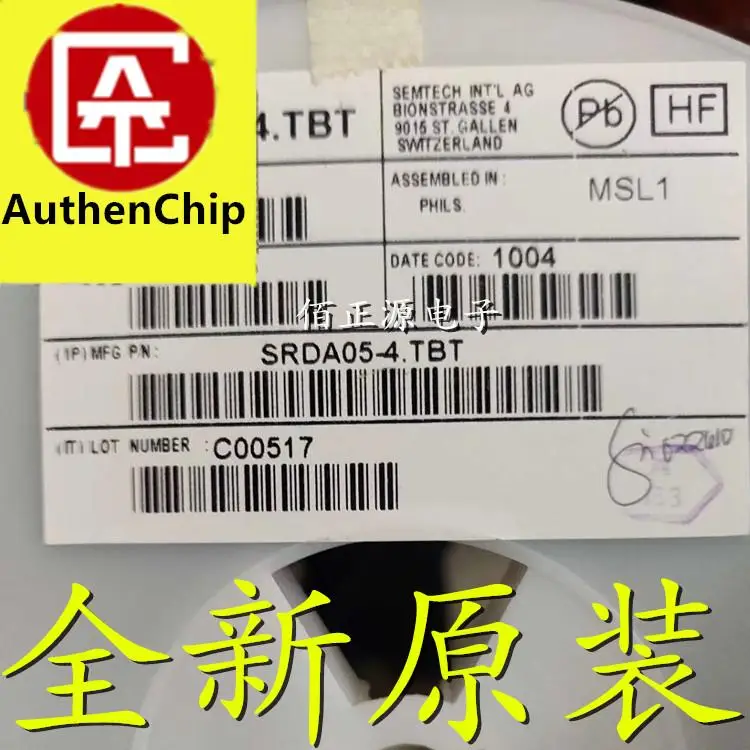 AuthenChip
4.TBT
SEMTECH INT'L AG
BIONSTRASSE 4
9015 ST. GALLEN
SWITZERLAND
Pb
HF
ASSEMBLED IN:
PHILS.
MSL1
DATE CODE: 1004
佰正源电子
(1P) MFG P/N: SRDA05-4.TBT
(1T) LOT NUMBER : C00517
全新原装